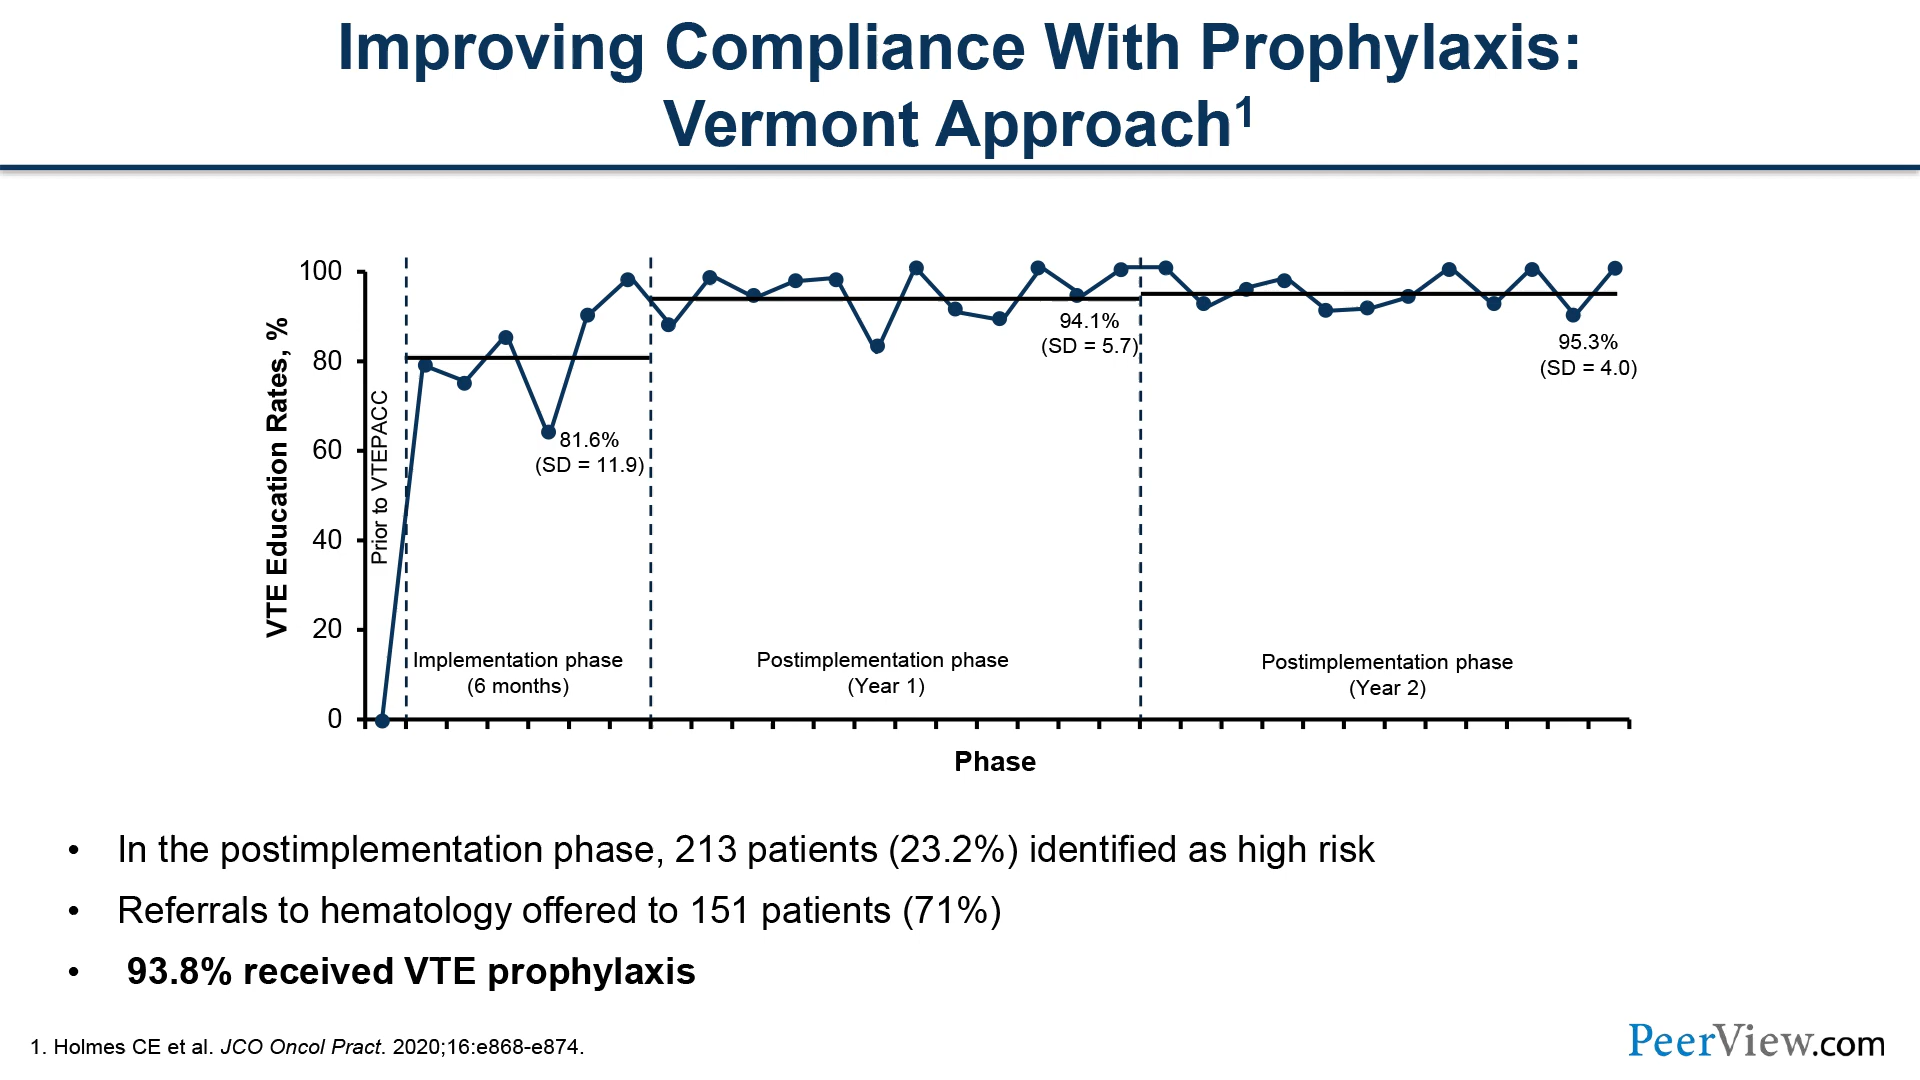 Improving Compliance With Prophylaxis:
Vermont Approach1
VTE Education Rates, %
100
80
60
40
20
0
Prior to VTEPACC
81.6%
(SD = 11.9)
94.1%
(SD = 5.7)
95.3%
(SD = 4.0)
Implementation phase
(6 months)
Postimplementation phase
(Year 1)
Postimplementation phase
(Year 2)
Phase
• In the postimplementation phase, 213 patients (23.2%) identified as high risk
• Referrals to hematology offered to 151 patients (71%)
• 93.8% received VTE prophylaxis
1. Holmes CE et al. JCO Oncol Pract. 2020;16:e868-e874.
PeerView.com